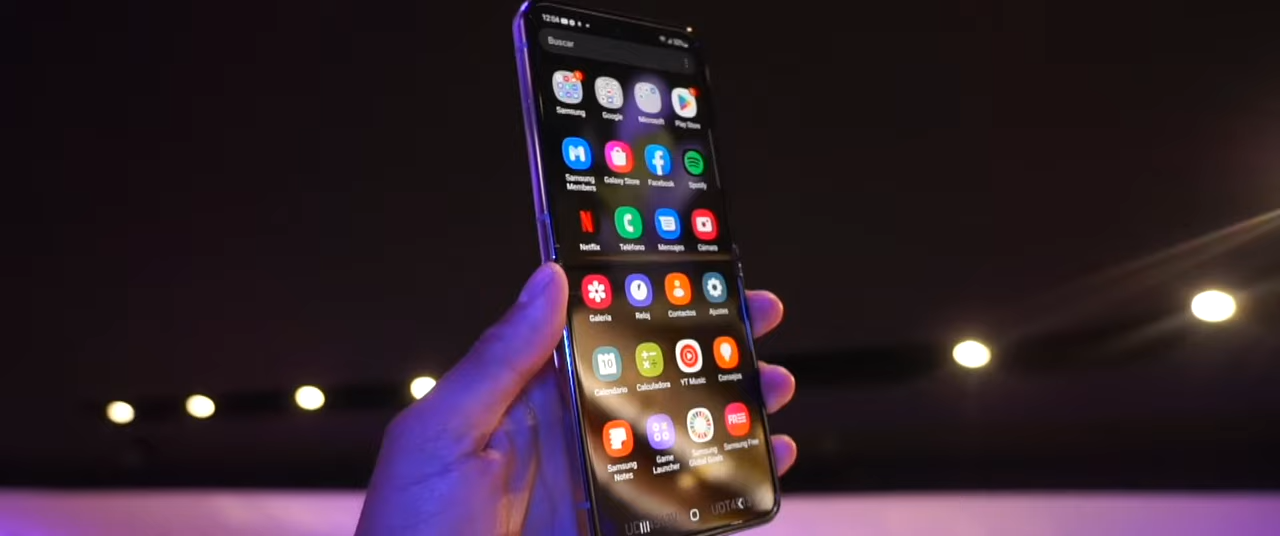 12:04
Buscar
Samsung
Google
Microsoft
Play Store
Samsung
Members
Galaxy Store
Facebook
Spotify
Netflix
Teléfono
Mensajes
Cámara
Galería
Reloj
Contactos
Ajustes
10
Calendario
Calculadora
YT Music
Consejos
FREE
Samsung
Notes
Game
Launcher
Samsung
Global Goals
Samsung Free